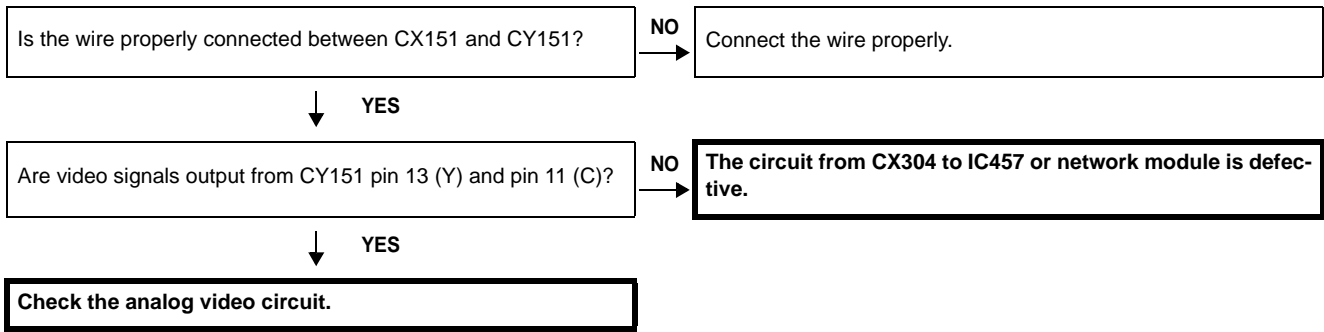 Is the wire properly connected between CX151 and CY151?
NO
Connect the wire properly.
YES
Are video signals output from CY151 pin 13 (Y) and pin 11 (C)?
NO
The circuit from CX304 to IC457 or network module is defec-
tive.
YES
Check the analog video circuit.